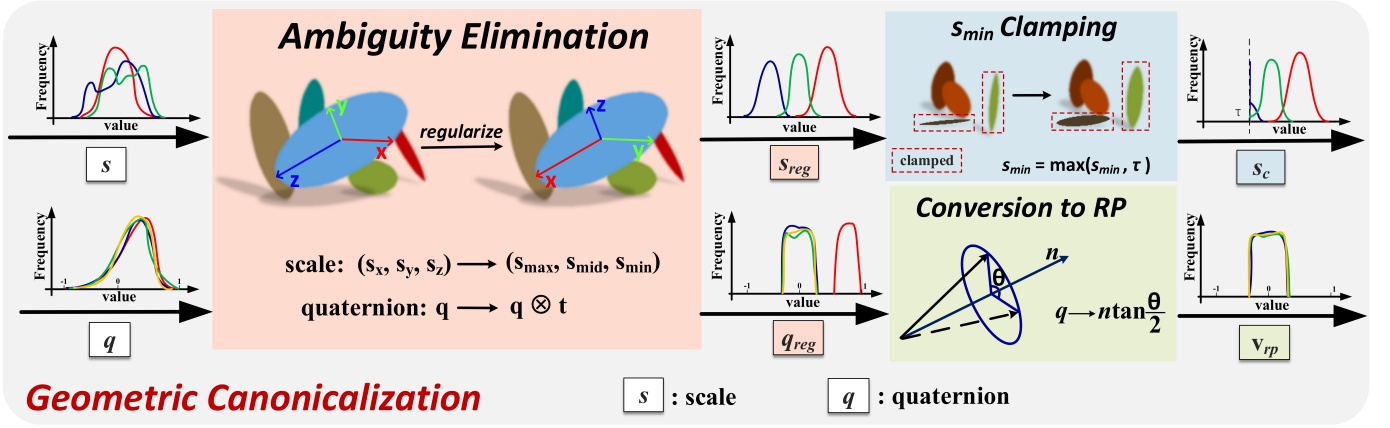 Frequency
value
s
Ambiguity Elimination
y
x
z
regularize
z
y
x
scale: (sx, sy, sz) → (smax, smid, smin)
quaternion: q → q ⊗ t
Frequency
value
sreg
smin Clamping
clamped
smin = max(smin , τ )
Frequency
τ
value
sc
Frequency
-1 0 1
value
q
Frequency
-1 0 1
value
qreg
Conversion to RP
n
θ
q → ntan θ/2
Frequency
-1 0 1
value
vrp
Geometric Canonicalization
s : scale
q : quaternion